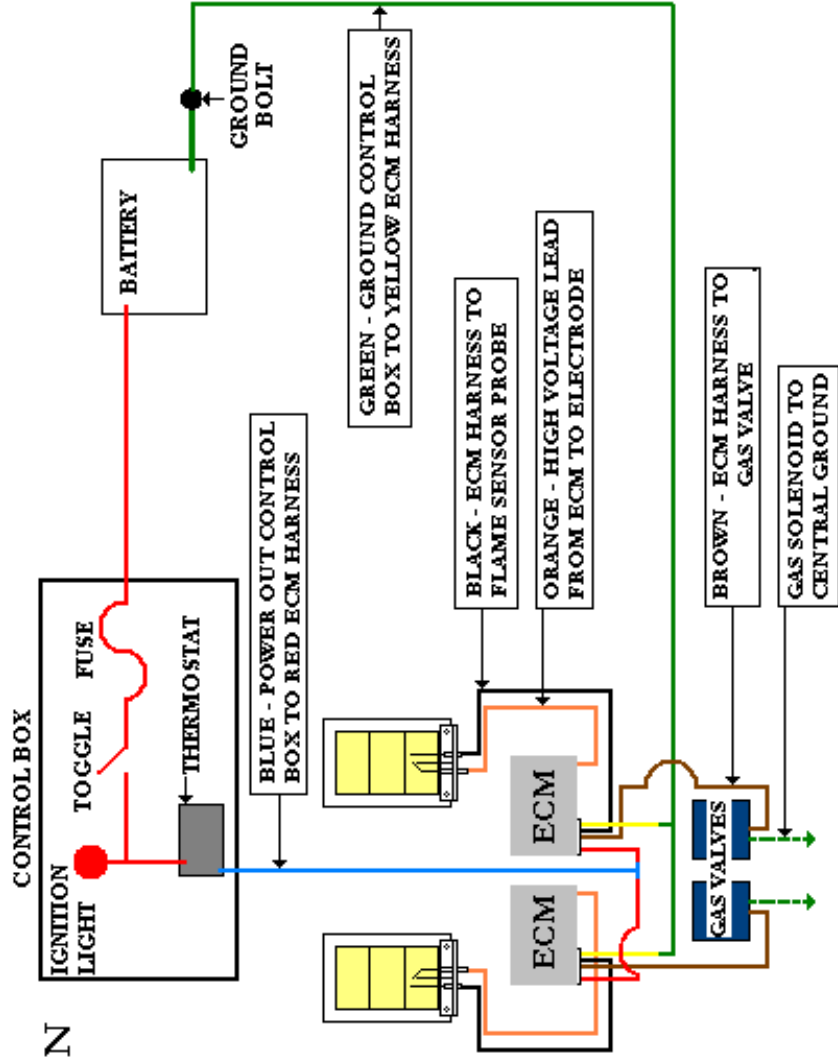 N
CONTROL BOX
IGNITION
LIGHT
TOGGLE
FUSE
THERMOSTAT
BATTERY
GROUND
BOLT
BLUE - POWER OUT CONTROL
BOX TO RED ECM HARNESS
GREEN - GROUND CONTROL
BOX TO YELLOW ECM HARNESS
BLACK - ECM HARNESS TO
FLAME SENSOR PROBE
ORANGE - HIGH VOLTAGE LEAD
FROM ECM TO ELECTRODE
ECM
ECM
GAS VALVES
BROWN - ECM HARNESS TO
GAS VALVE
GAS SOLENOID TO
CENTRAL GROUND